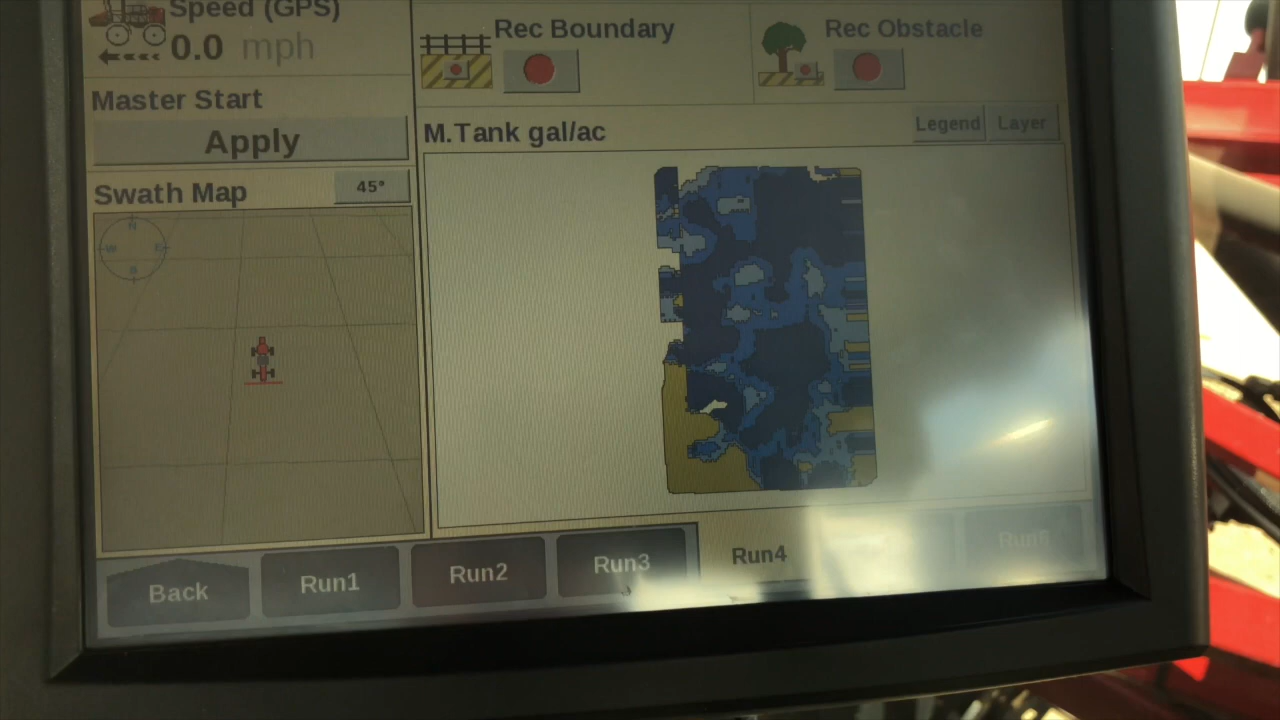 Speed (GPS)
0.0 mph
Master Start
Apply
Swath Map
45°
N
W
E
S
Rec Boundary
Rec Obstacle
M.Tank gal/ac
Legend
Layer
Back
Run1
Run2
Run3
Run4